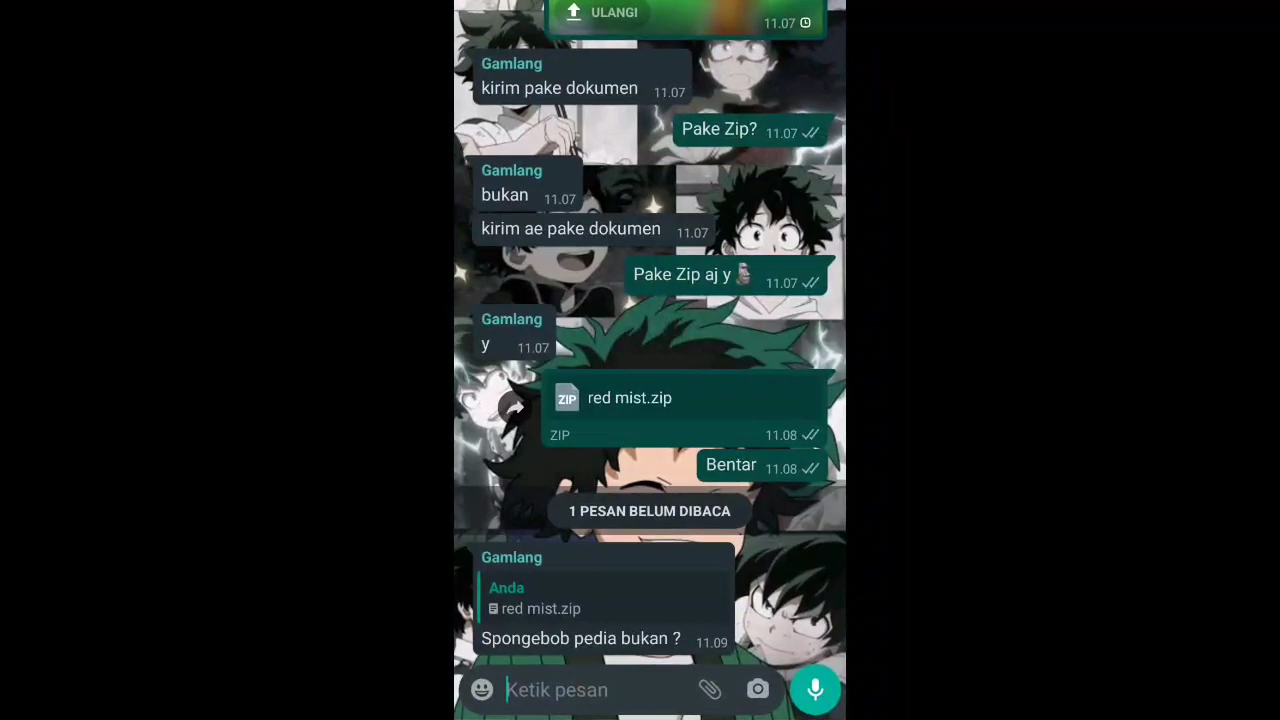 ULANGI
11.07
Gamlang
kirim pake dokumen 11.07
Pake Zip? 11.07
Gamlang
bukan 11.07
kirim ae pake dokumen 11.07
Pake Zip aj y 🗿 11.07
Gamlang
y 11.07
ZIP red mist.zip
ZIP 11.08
Bentar 11.08
1 PESAN BELUM DIBACA
Gamlang
Anda
red mist.zip
Spongebob pedia bukan ? 11.09
Ketik pesan